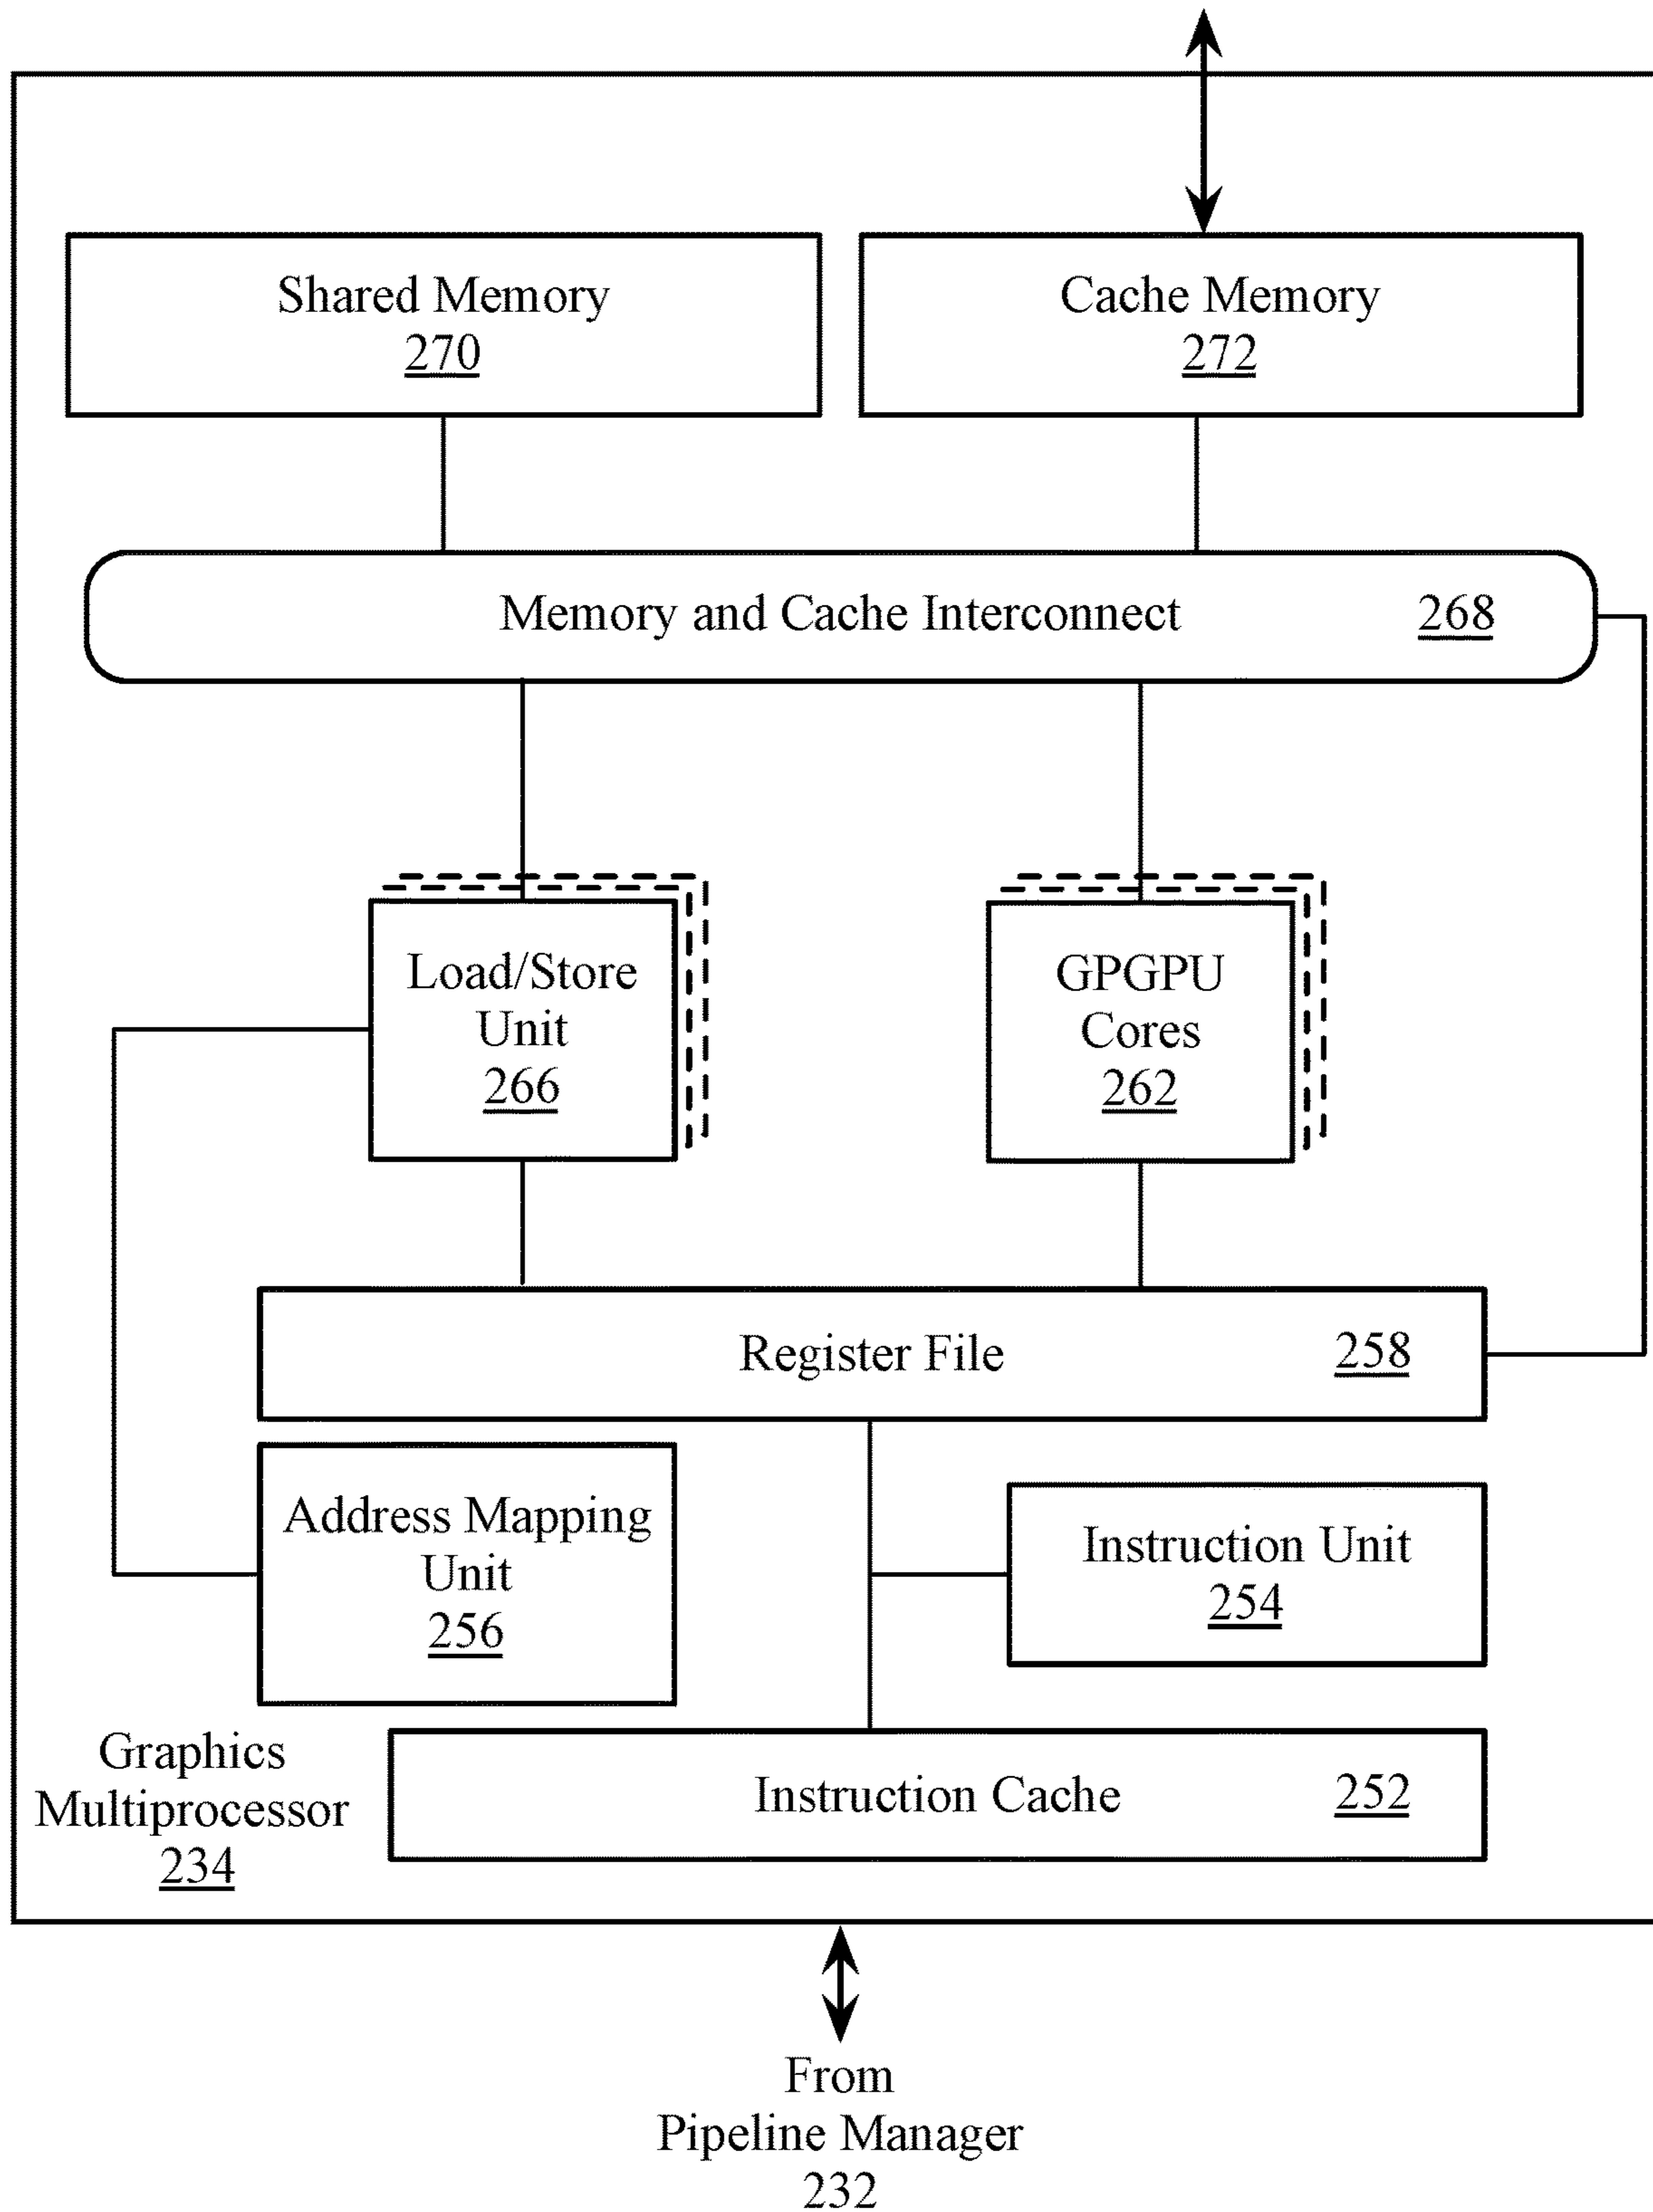 Shared Memory
270
Cache Memory
272
Memory and Cache Interconnect 268
Load/Store
Unit
266
GPGPU
Cores
262
Register File 258
Address Mapping
Unit
256
Instruction Unit
254
Graphics
Multiprocessor
234
Instruction Cache 252
From
Pipeline Manager
232